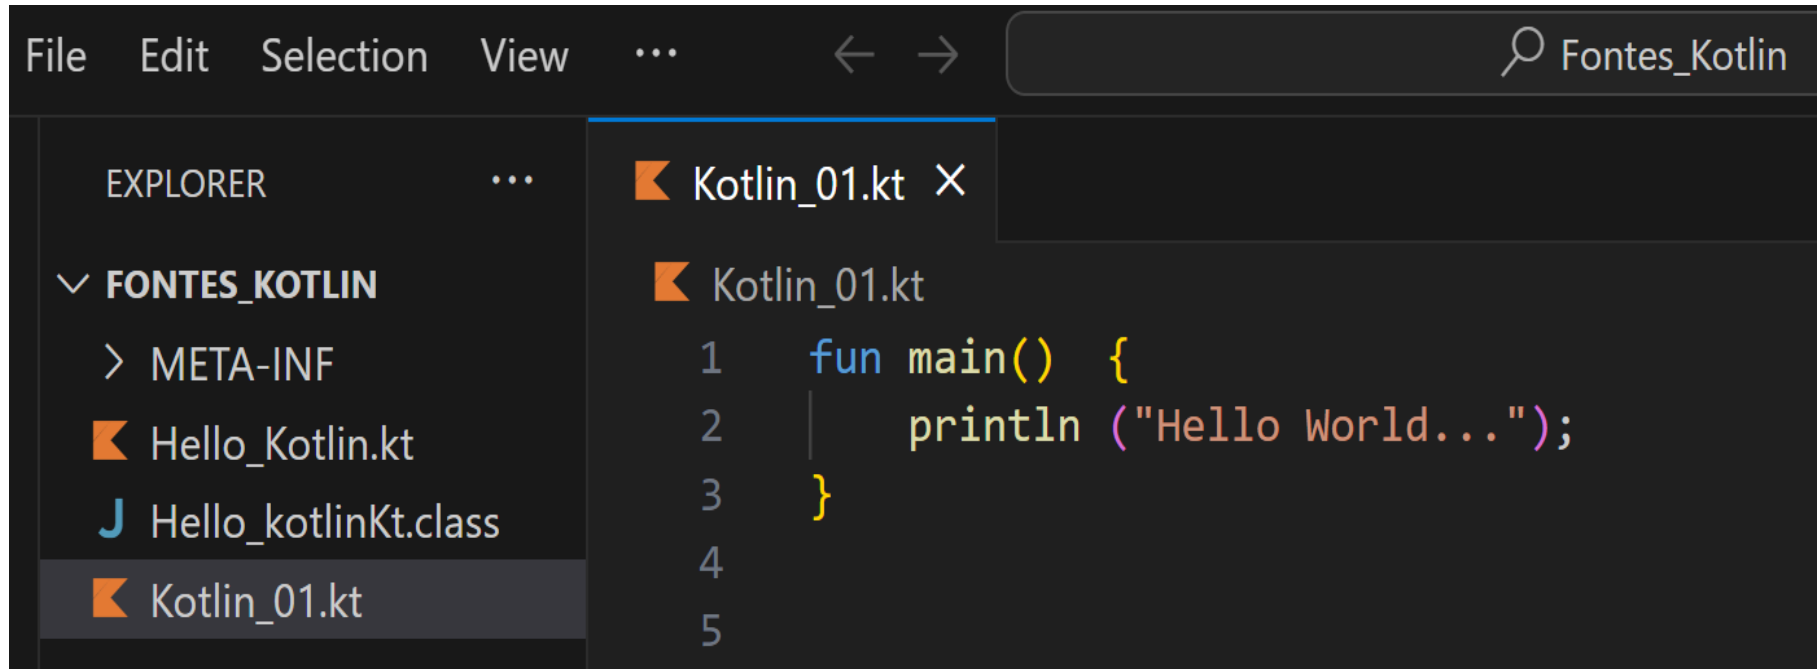 File Edit Selection View ··· ← → Fontes_Kotlin
EXPLORER ···
FONTES_KOTLIN
META-INF
Hello_Kotlin.kt
Hello_kotlinKt.class
Kotlin_01.kt
Kotlin_01.kt
Kotlin_01.kt
1 fun main() {
2 println ("Hello World...");
3 }
4
5